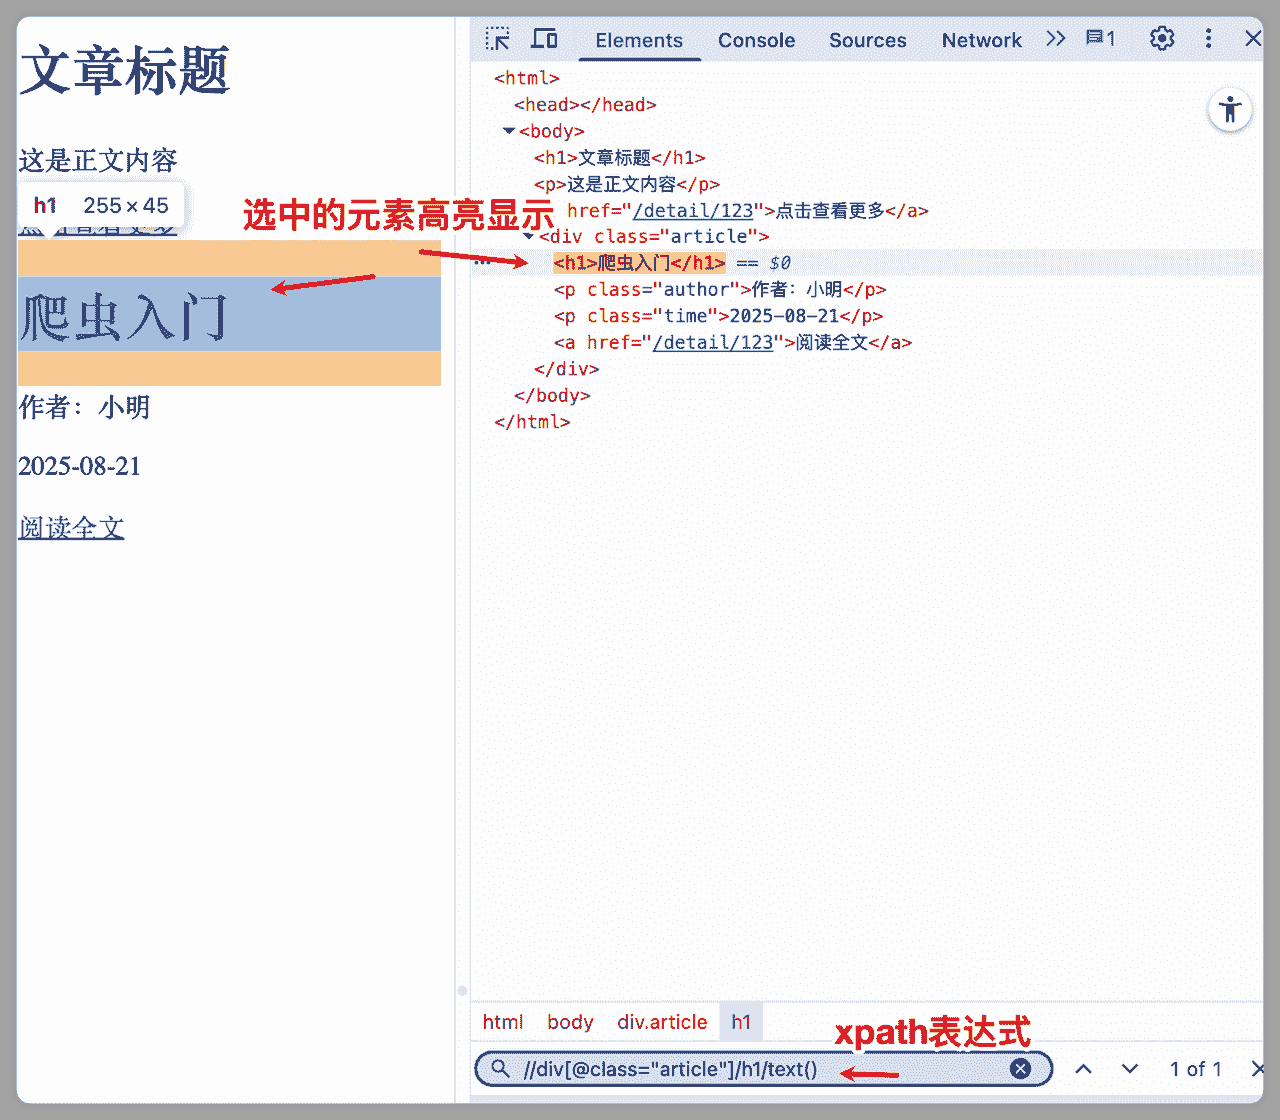 文章标题
这是正文内容
h1 255×45
爬虫入门
作者：小明
2025-08-21
阅读全文
选中的元素高亮显示
Elements Console Sources Network 1
<html>
<head></head>
<body>
<h1>文章标题</h1>
<p>这是正文内容</p>
href="/detail/123">点击查看更多</a>
<div class="article">
<h1>爬虫入门</h1> == $0
<p class="author">作者：小明</p>
<p class="time">2025-08-21</p>
<a href="/detail/123">阅读全文</a>
</div>
</body>
</html>
html body div.article h1
xpath表达式
//div[@class="article"]/h1/text() 1 of 1